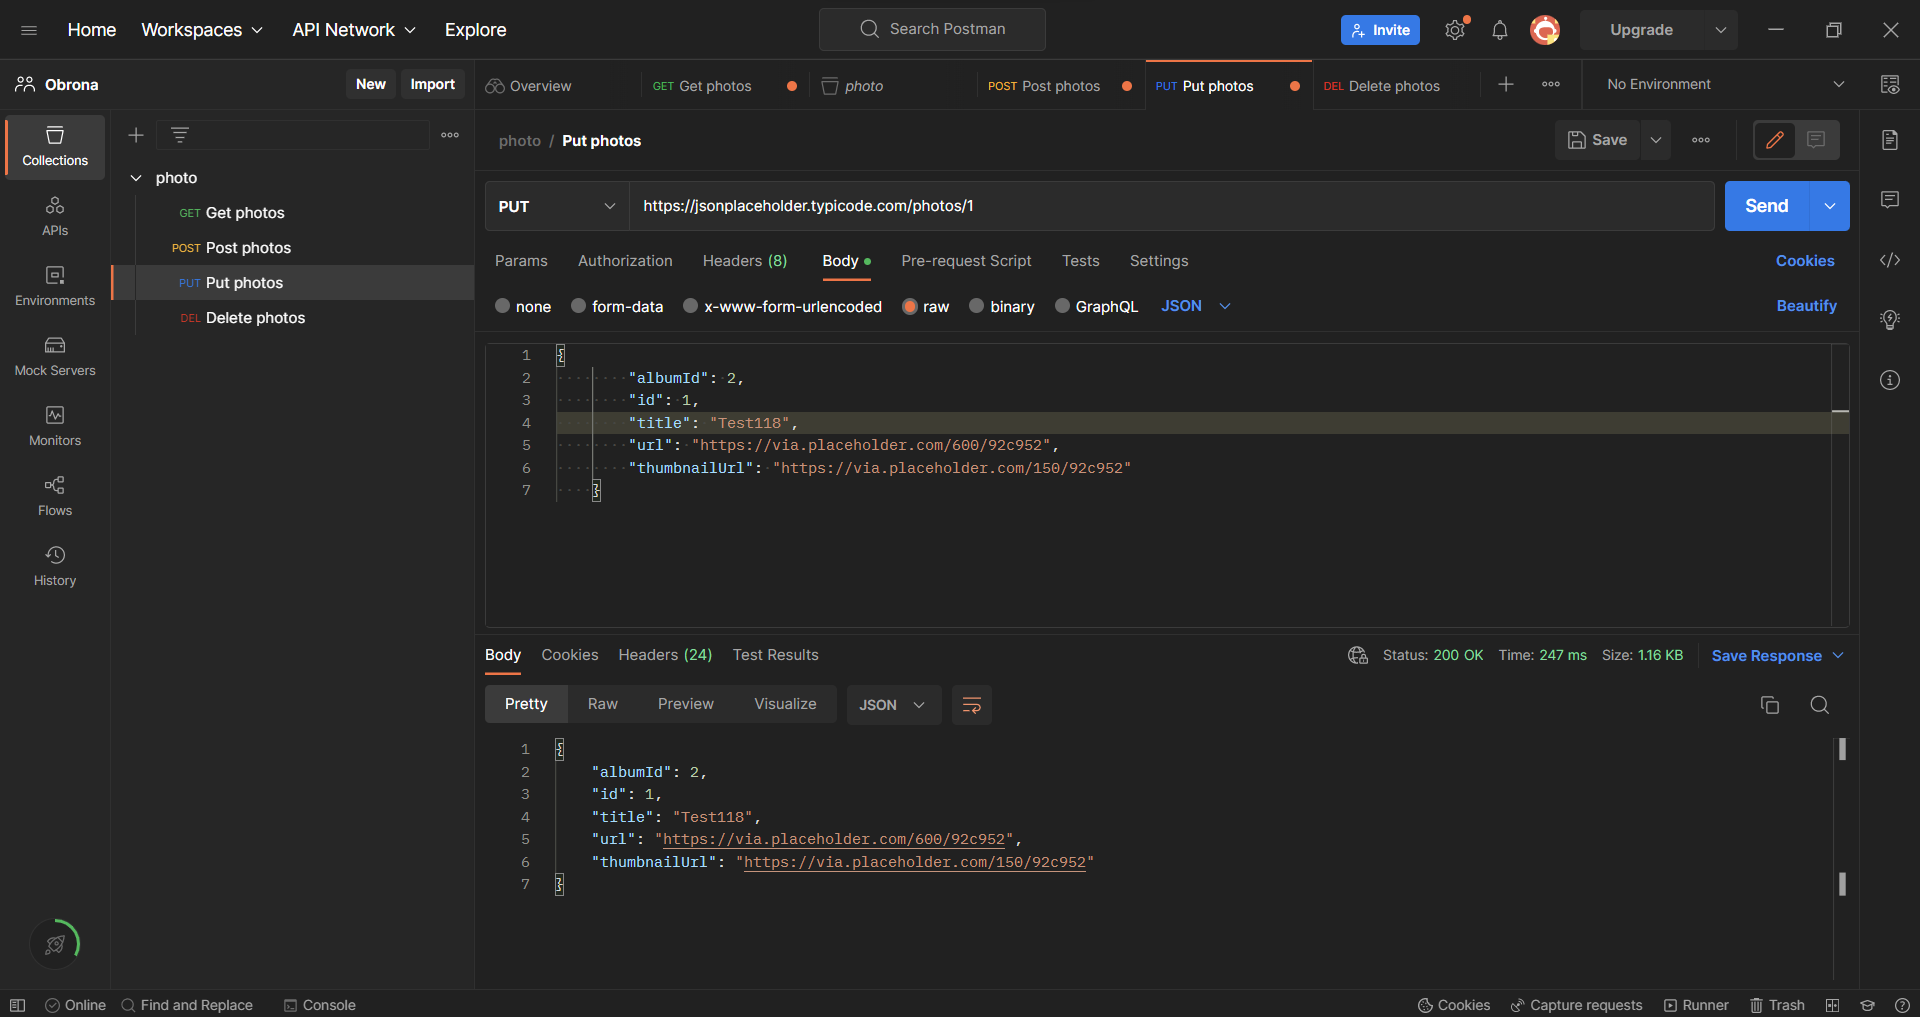 Home Workspaces API Network Explore Search Postman Invite Upgrade
Obrona New Import Overview GET Get photos photo POST Post photos PUT Put photos DEL Delete photos No Environment
photo / Put photos Save
Collections
APIs
Environments
Mock Servers
Monitors
Flows
History
photo
GET Get photos
POST Post photos
PUT Put photos
DEL Delete photos
PUT https://jsonplaceholder.typicode.com/photos/1 Send
Params Authorization Headers (8) Body Pre-request Script Tests Settings Cookies
none form-data x-www-form-urlencoded raw binary GraphQL JSON Beautify
1 {
2 "albumId": 2,
3 "id": 1,
4 "title": "Test118",
5 "url": "https://via.placeholder.com/600/92c952",
6 "thumbnailUrl": "https://via.placeholder.com/150/92c952"
7 }
Body Cookies Headers (24) Test Results Status: 200 OK Time: 247 ms Size: 1.16 KB Save Response
Pretty Raw Preview Visualize JSON
1 {
2 "albumId": 2,
3 "id": 1,
4 "title": "Test118",
5 "url": "https://via.placeholder.com/600/92c952",
6 "thumbnailUrl": "https://via.placeholder.com/150/92c952"
7 }
Online Find and Replace Console Cookies Capture requests Runner Trash